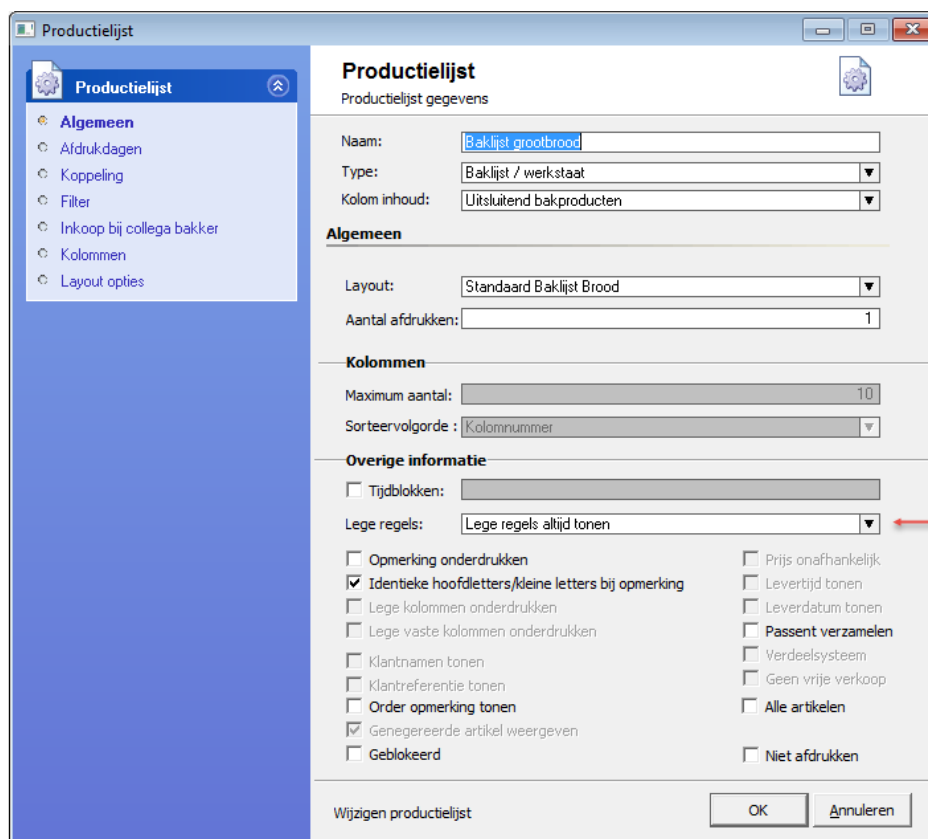 Productielijst
Productielijst
Algemeen
Afdrukdagen
Koppeling
Filter
Inkoop bij collega bakker
Kolommen
Layout opties
Productielijst
Productielijst gegevens
Naam: Baklijst grootbrood
Type: Baklijst / werkstaat
Kolom inhoud: Uitsluitend bakproducten
Algemeen
Layout: Standaard Baklijst Brood
Aantal afdrukken: 1
Kolommen
Maximum aantal: 10
Sorteervolgorde : Kolomnummer
Overige informatie
Tijdblokken:
Lege regels: Lege regels altijd tonen
Opmerking onderdrukken Prijs onafhankelijk
Identieke hoofdletters/kleine letters bij opmerking Levertijd tonen
Lege kolommen onderdrukken Leverdatum tonen
Lege vaste kolommen onderdrukken Passent verzamelen
Klantnamen tonen Verdeelsysteem
Klantreferentie tonen Geen vrije verkoop
Order opmerking tonen Alle artikelen
Genegereerde artikel weergeven
Geblokeerd Niet afdrukken
Wijzigen productielijst OK Annuleren